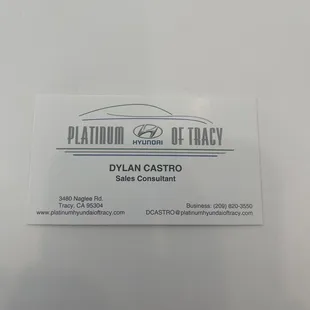 PLATINUM HYUNDAI OF TRACY
DYLAN CASTRO
Sales Consultant
3480 Naglee Rd.
Tracy, CA 95304
Business: (209) 920-3550
www.platinumhyundaioftracy.com
DCASTRO@platinumhyundaioftracy.com